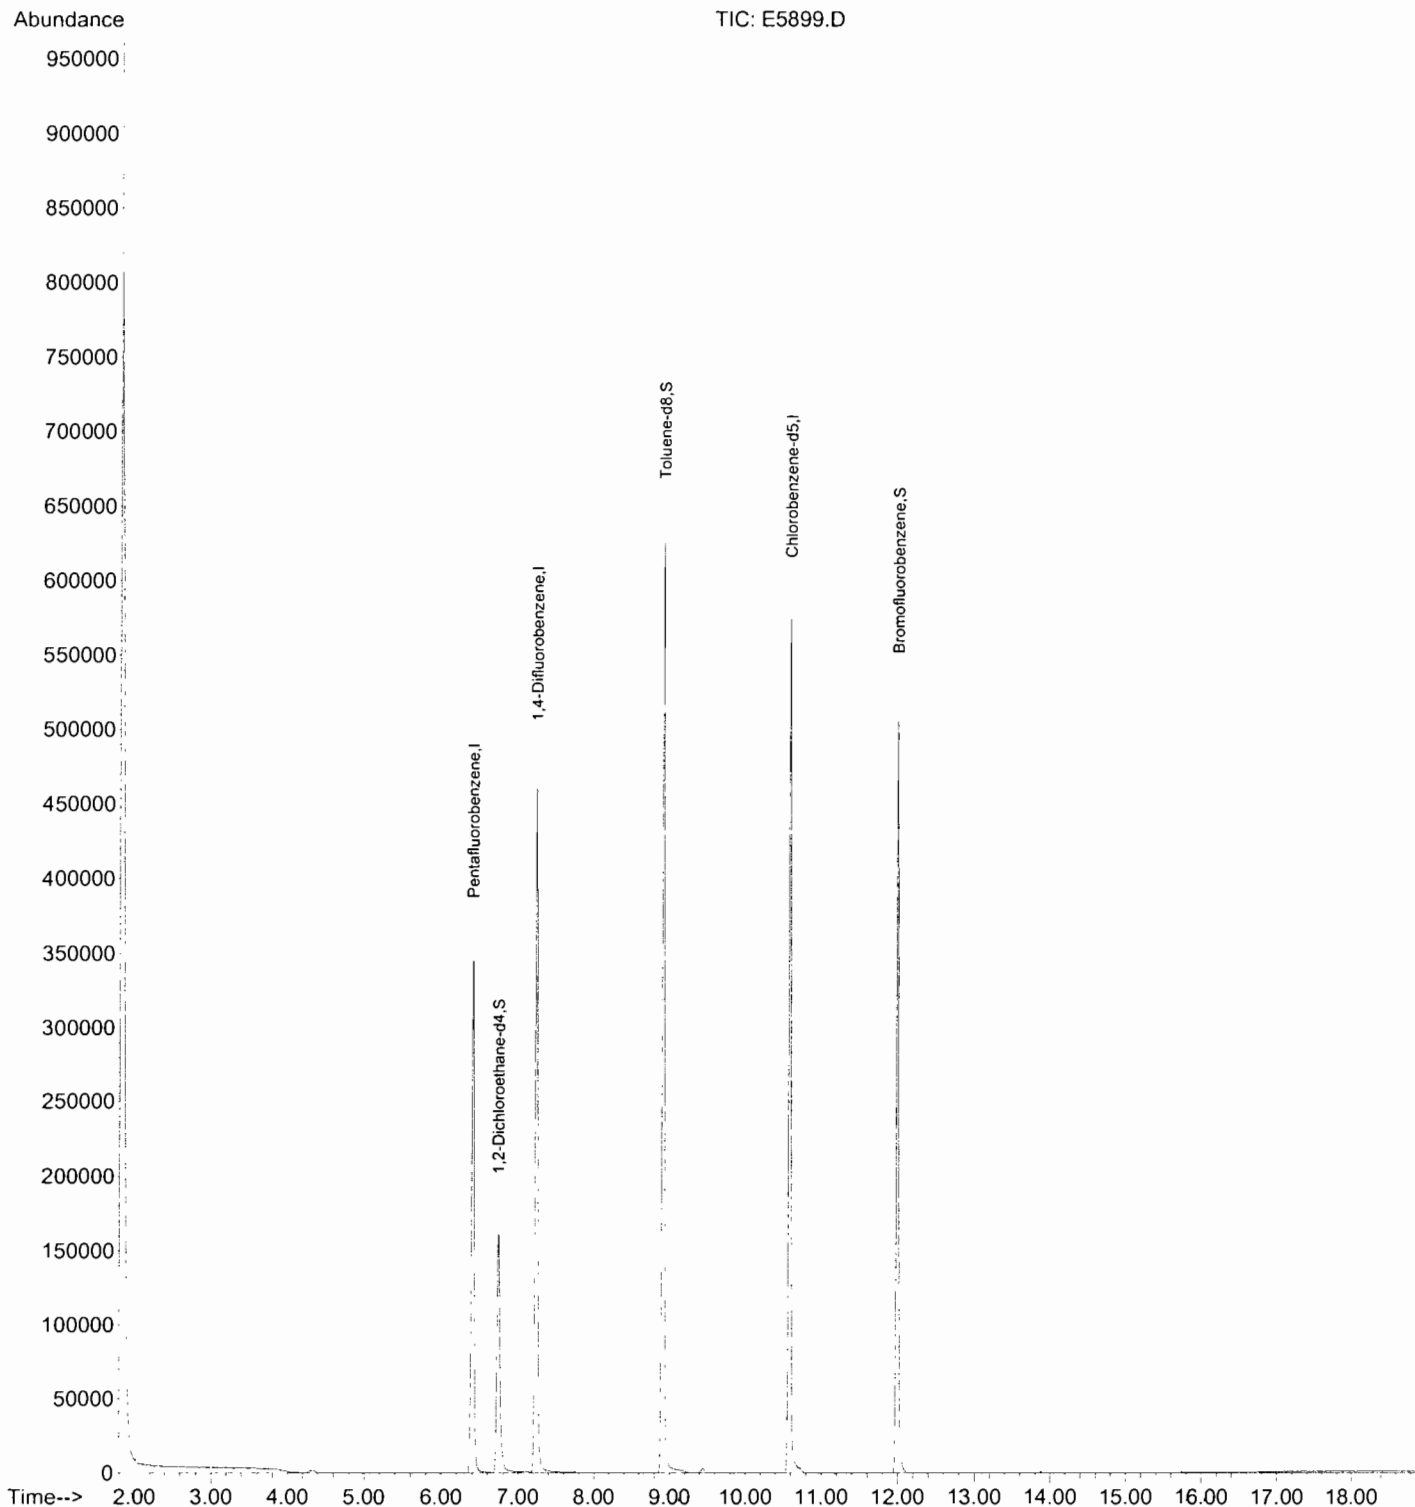 Abundance
TIC: E5899.D
950000
900000
850000
800000
750000
700000
650000
600000
550000
500000
450000
400000
350000
300000
250000
200000
150000
100000
50000
0
Pentafluorobenzene,I
1,2-Dichloroethane-d4,S
1,4-Difluorobenzene,I
Toluene-d8,S
Chlorobenzene-d5,I
Bromofluorobenzene,S
Time--> 2.00 3.00 4.00 5.00 6.00 7.00 8.00 9.00 10.00 11.00 12.00 13.00 14.00 15.00 16.00 17.00 18.00